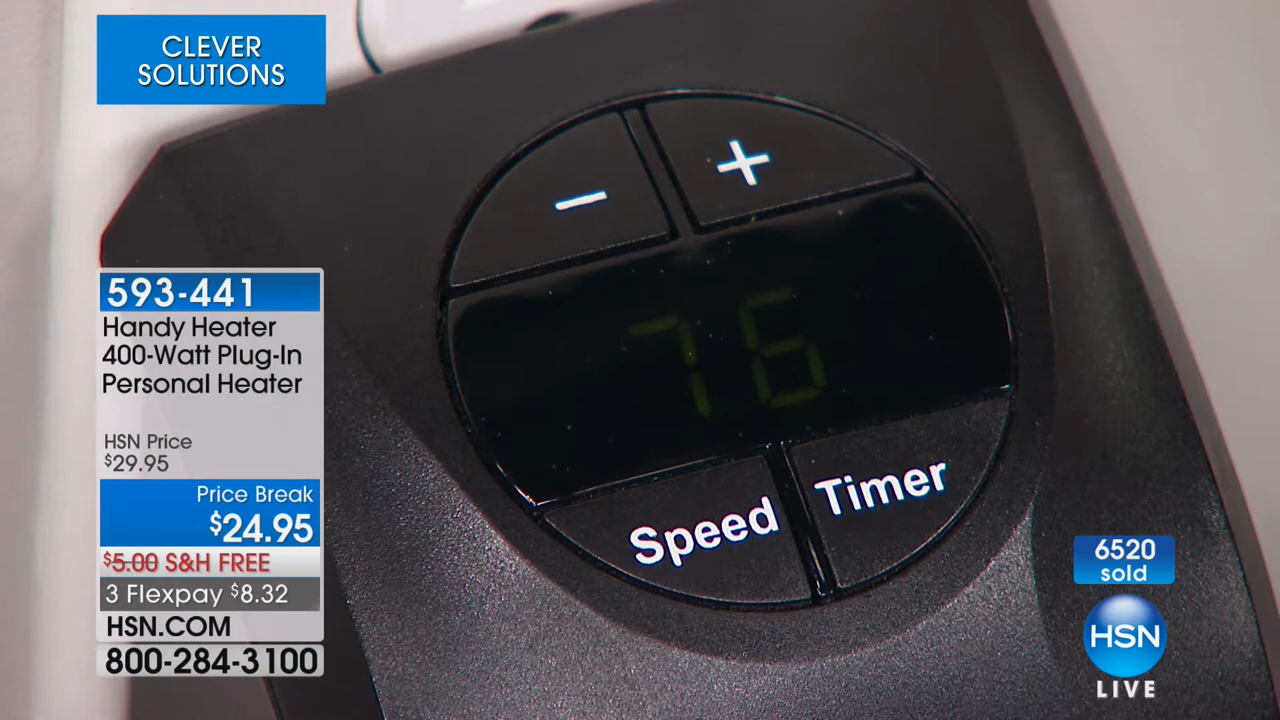 CLEVER
SOLUTIONS
593-441
Handy Heater
400-Watt Plug-In
Personal Heater
HSN Price
$29.95
Price Break
$24.95
$5.00 S&H FREE
3 Flexpay $8.32
HSN.COM
800-284-3100
− +
76
Speed Timer
6520
sold
HSN
LIVE